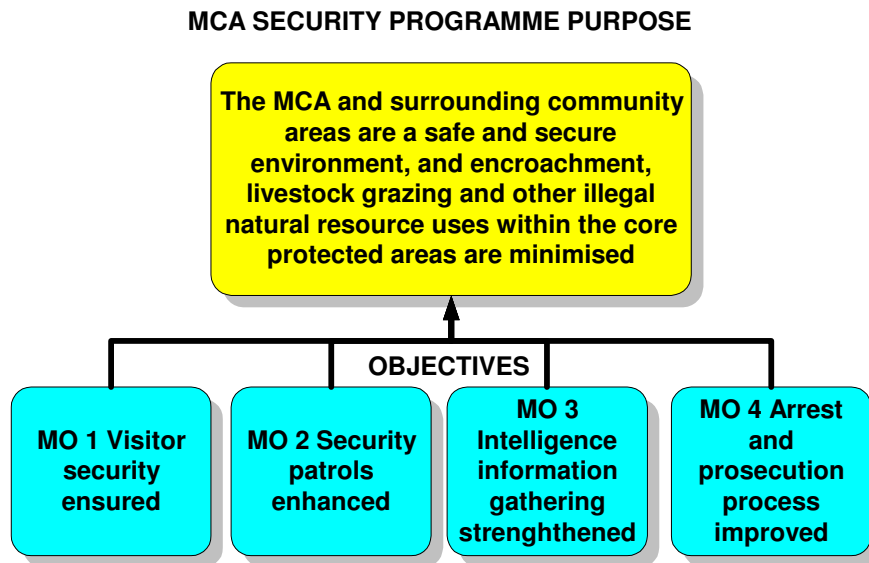 MCA SECURITY PROGRAMME PURPOSE
The MCA and surrounding community
areas are a safe and secure
environment, and encroachment,
livestock grazing and other illegal
natural resource uses within the core
protected areas are minimised
OBJECTIVES
MO 1 Visitor
security
ensured
MO 2 Security
patrols
enhanced
MO 3
Intelligence
information
gathering
strenghthened
MO 4 Arrest
and
prosecution
process
improved